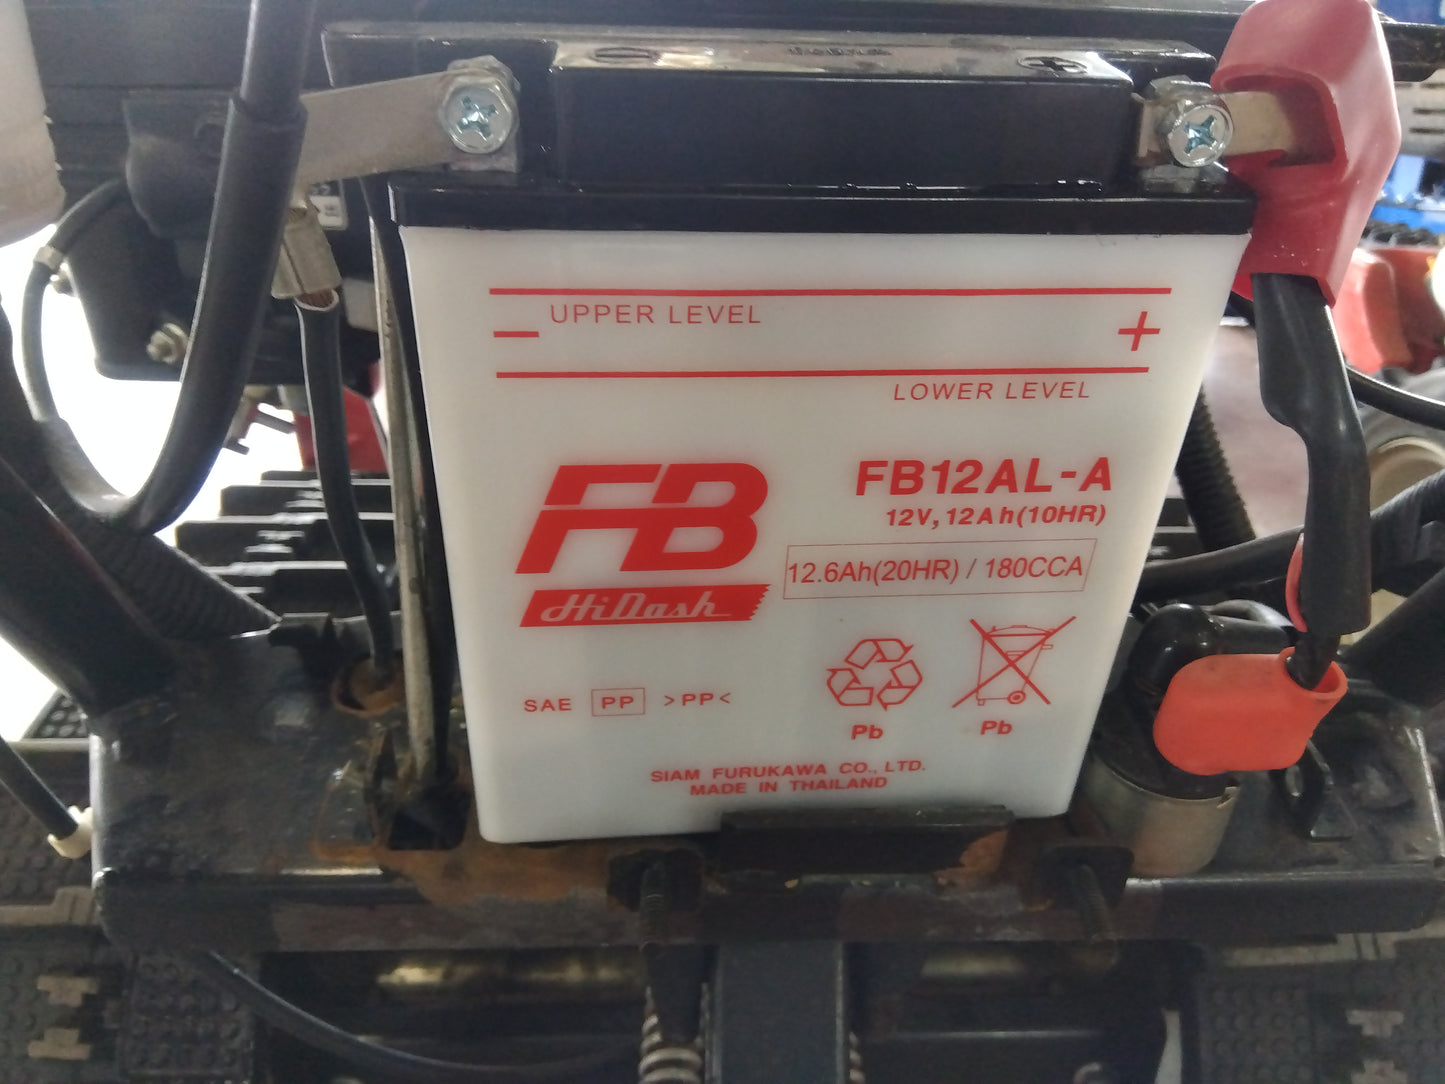 UPPER LEVEL
− +
LOWER LEVEL
FB
HiDash
FB12AL-A
12V, 12Ah(10HR)
12.6Ah(20HR) / 180CCA
SAE PP >PP<
Pb Pb
SIAM FURUKAWA CO., LTD.
MADE IN THAILAND